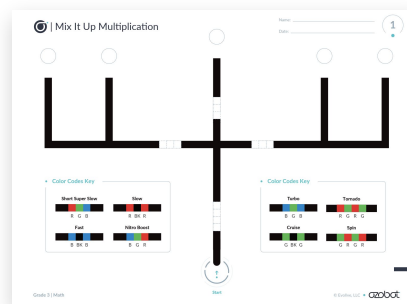 Mix It Up Multiplication
Name:
Date:
1
Color Codes Key
Short Super Slow
R G B
Slow
R BK R
Fast
B BK B
Nitro Boost
B G R
Color Codes Key
Turbo
B G B
Tornado
R G R G
Cruise
G BK G
Spin
G R G R
Start
Grade 3 | Math
© Evollve, LLC
ozobot